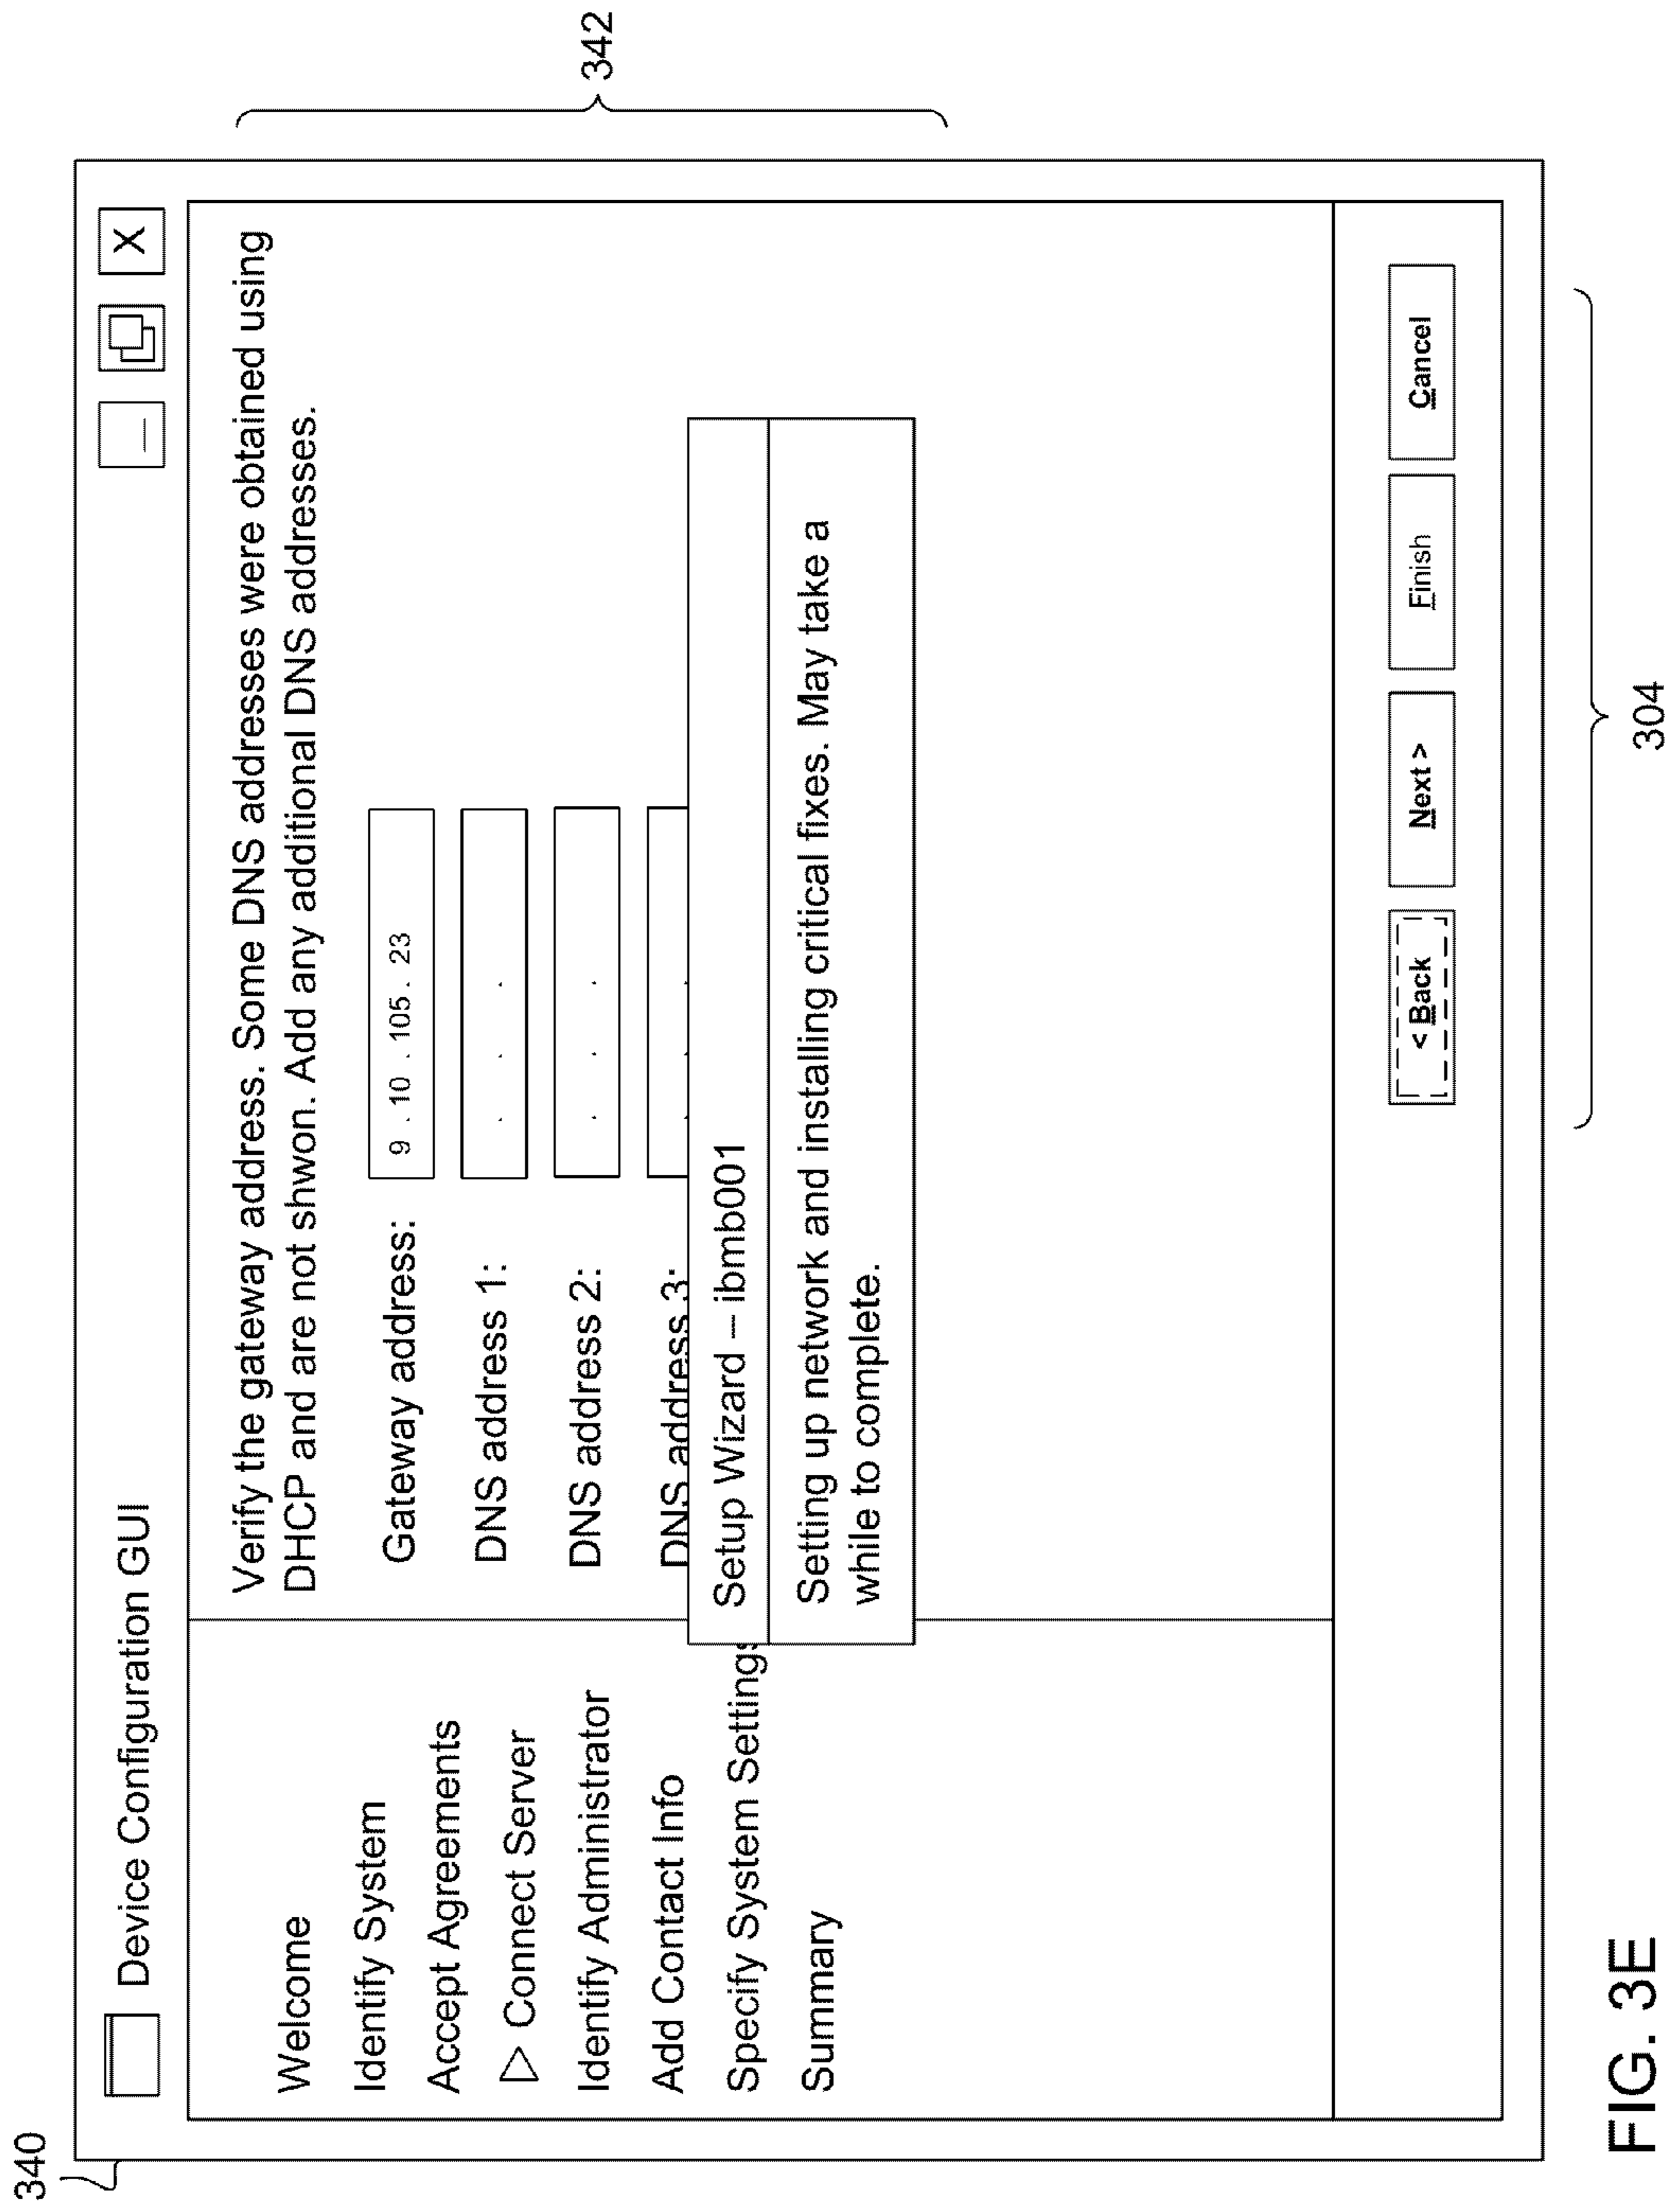 340
Device Configuration GUI
X
Welcome
Identify System
Accept Agreements
Connect Server
Identify Administrator
Add Contact Info
Specify System Settings
Summary
Verify the gateway address. Some DNS addresses were obtained using
DHCP and are not shwon. Add any additional DNS addresses.
Gateway address: 9 . 10 . 105 . 23
DNS address 1: . . .
DNS address 2: . . .
DNS address 3: . . .
Setup Wizard – ibmb001
Setting up network and installing critical fixes. May take a
while to complete.
342
< Back
Next >
Finish
Cancel
304
FIG. 3E